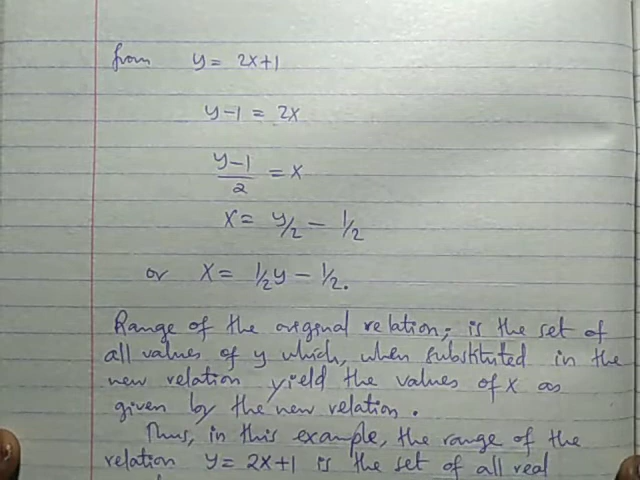 from y = 2x+1
y-1 = 2x
y-1/2 = x
x = y/2 - 1/2
or x = 1/2y - 1/2.
Range of the original relation; is the set of
all values of y which, when substituted in the
new relation yield the values of x as
given by the new relation.
Thus, in this example, the range of the
relation y = 2x+1 is the set of all real